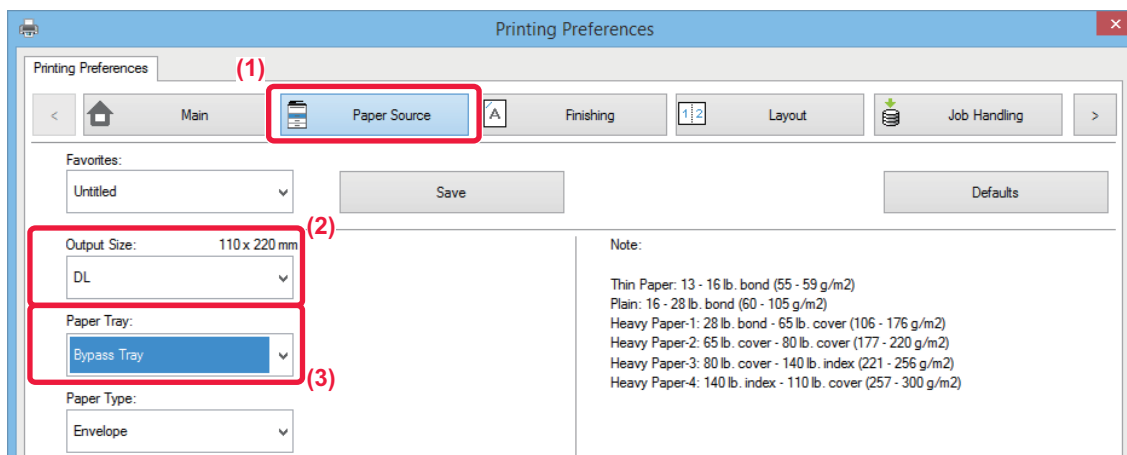 Printing Preferences
Printing Preferences
(1)
<
Main
Paper Source
A
Finishing
1 2
Layout
Job Handling
>
Favorites:
Untitled
Save
Defaults
(2)
Output Size: 110 x 220 mm
DL
Paper Tray:
Bypass Tray
(3)
Paper Type:
Envelope
Note:
Thin Paper: 13 - 16 lb. bond (55 - 59 g/m2)
Plain: 16 - 28 lb. bond (60 - 105 g/m2)
Heavy Paper-1: 28 lb. bond - 65 lb. cover (106 - 176 g/m2)
Heavy Paper-2: 65 lb. cover - 80 lb. cover (177 - 220 g/m2)
Heavy Paper-3: 80 lb. cover - 140 lb. index (221 - 256 g/m2)
Heavy Paper-4: 140 lb. index - 110 lb. cover (257 - 300 g/m2)